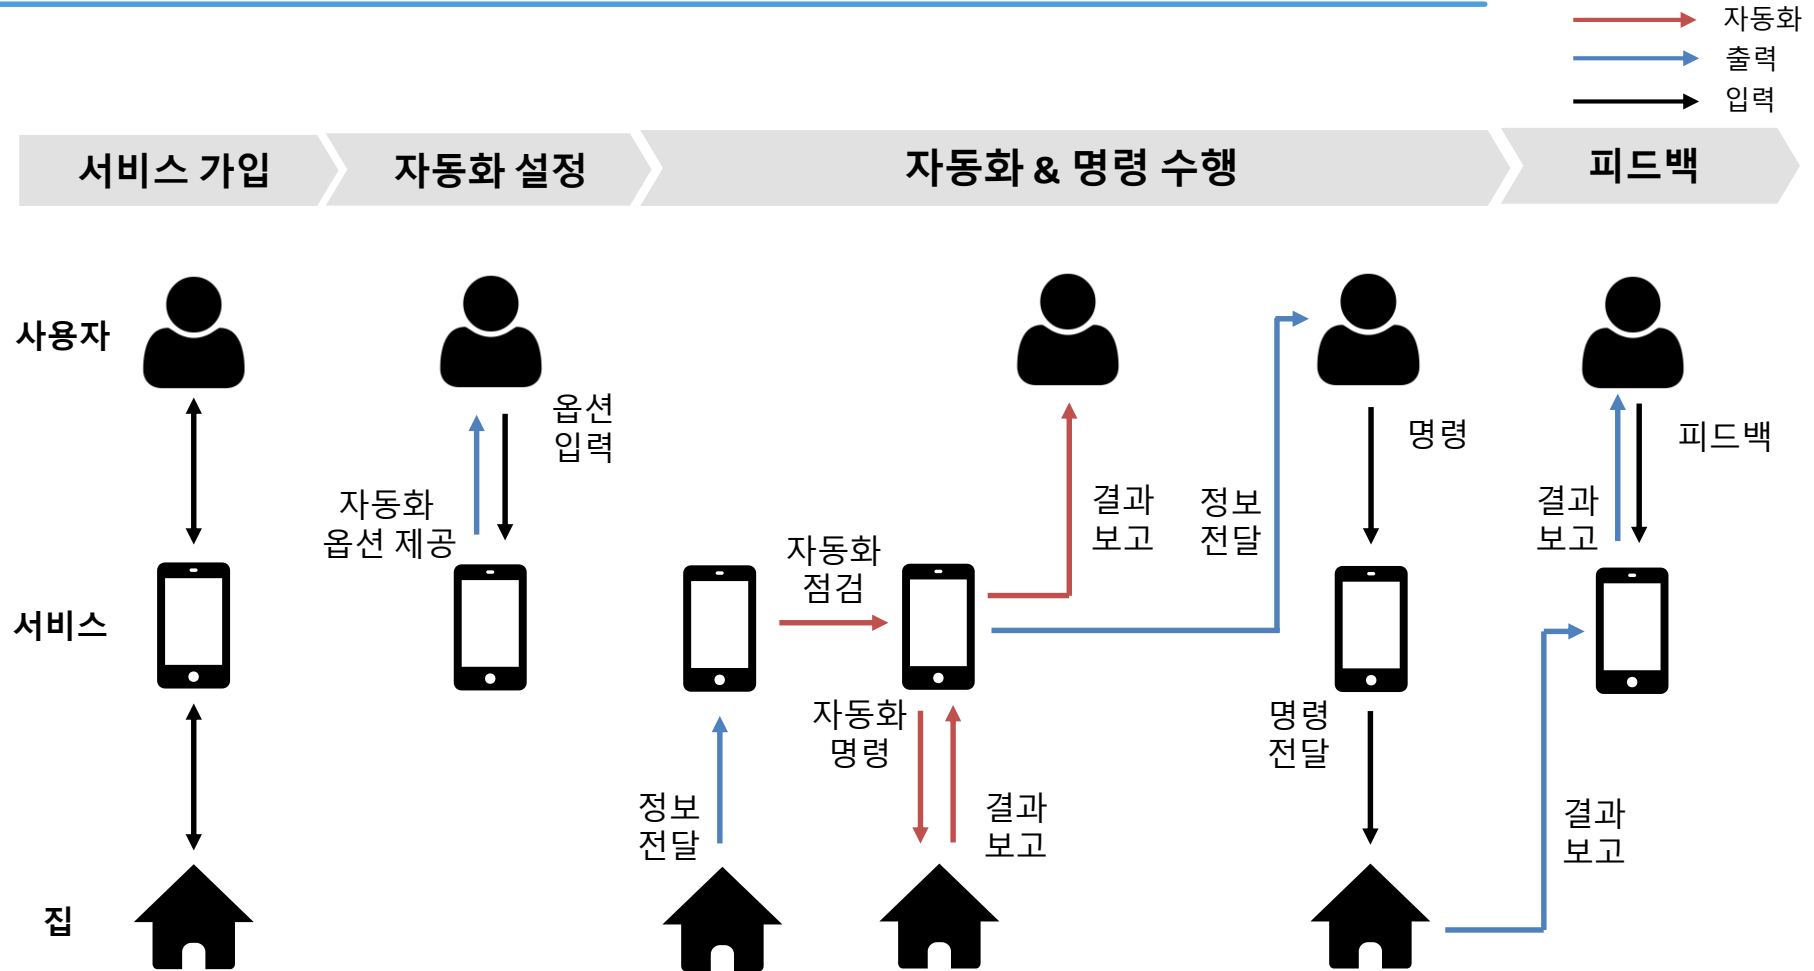 자동화
출력
입력
서비스 가입
자동화 설정
자동화 & 명령 수행
피드백
사용자
옵션
입력
자동화
옵션 제공
결과
보고
정보
전달
명령
피드백
결과
보고
서비스
자동화
점검
자동화
명령
명령
전달
정보
전달
결과
보고
결과
보고
집